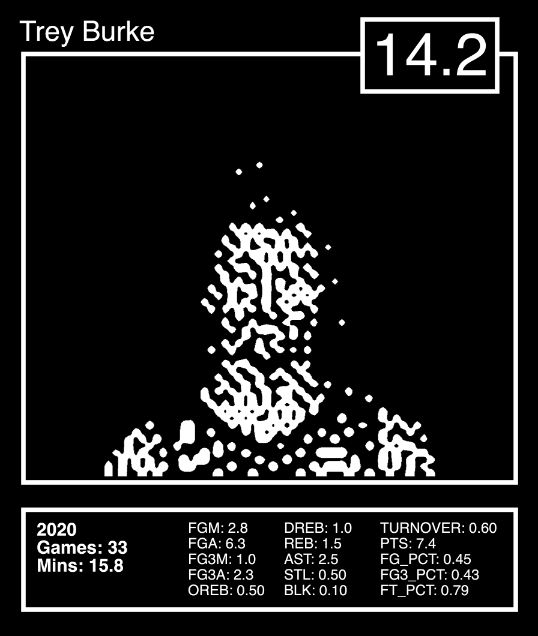 Trey Burke
14.2
2020
Games: 33
Mins: 15.8
FGM: 2.8
FGA: 6.3
FG3M: 1.0
FG3A: 2.3
OREB: 0.50
DREB: 1.0
REB: 1.5
AST: 2.5
STL: 0.50
BLK: 0.10
TURNOVER: 0.60
PTS: 7.4
FG_PCT: 0.45
FG3_PCT: 0.43
FT_PCT: 0.79